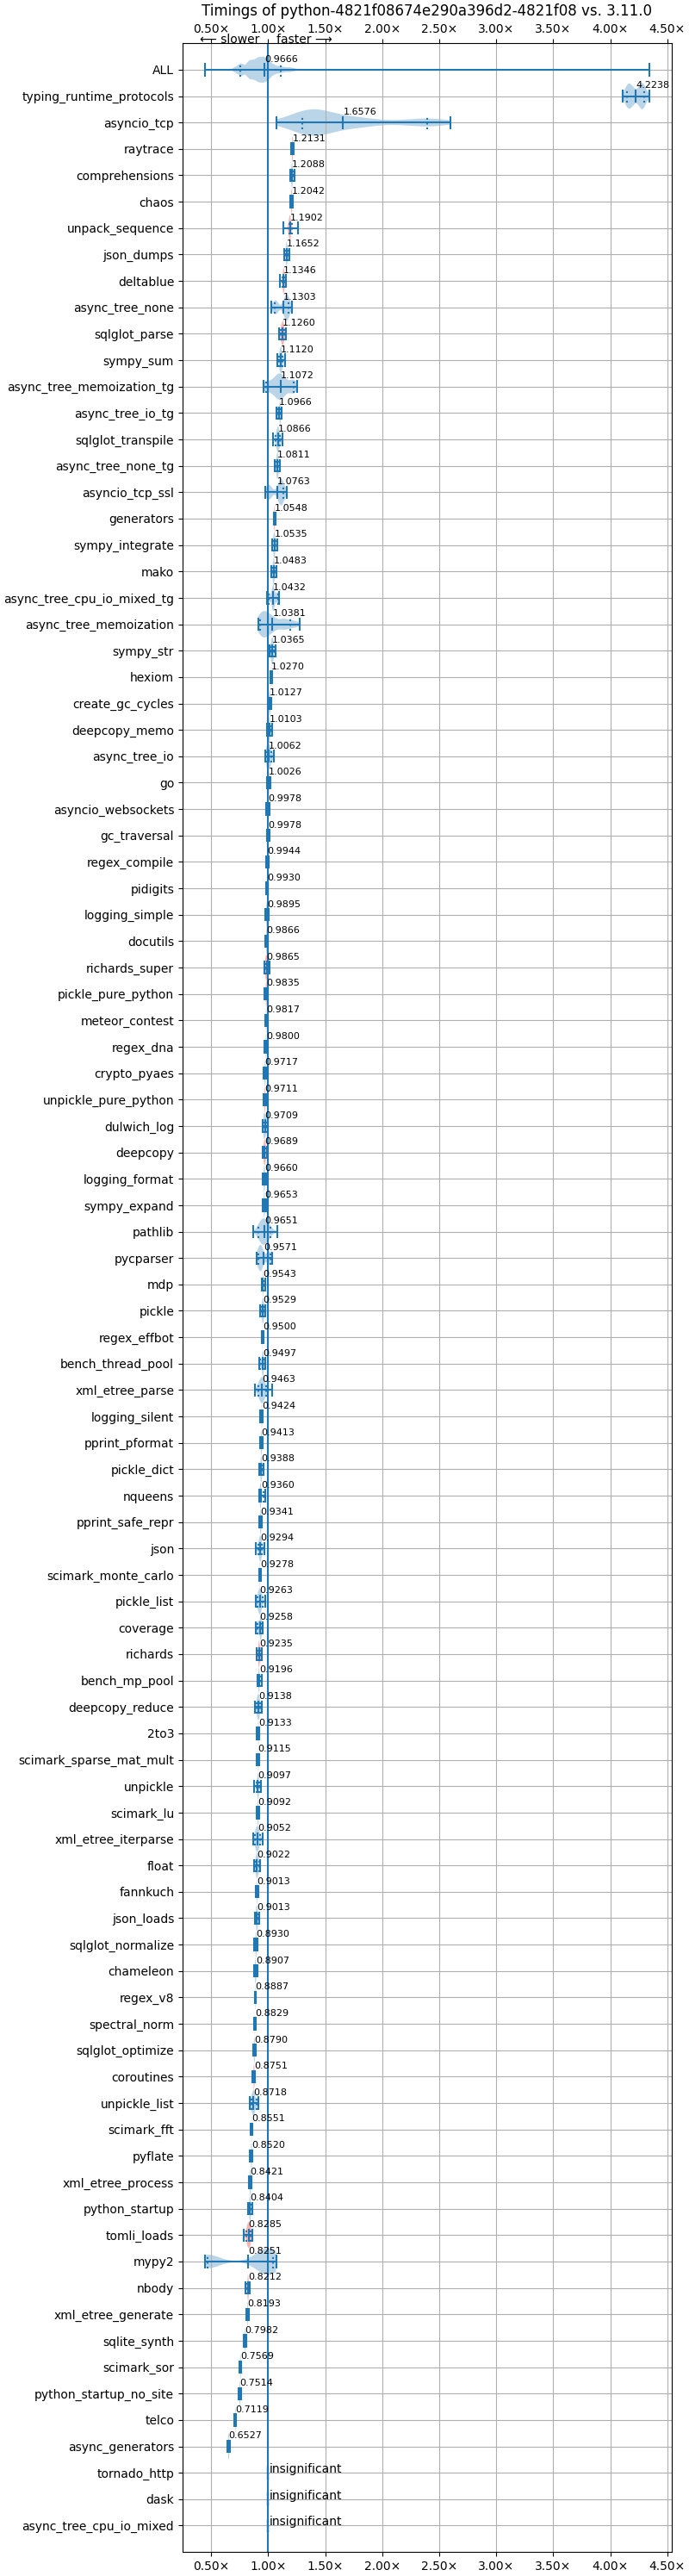 Timings of python-4821f08674e290a396d2-4821f08 vs. 3.11.0
0.50× 1.00× 1.50× 2.00× 2.50× 3.00× 3.50× 4.00× 4.50×
⟵ slower faster ⟶
ALL 0.9666
typing_runtime_protocols 4.2238
asyncio_tcp 1.6576
raytrace 1.2131
comprehensions 1.2088
chaos 1.2042
unpack_sequence 1.1902
json_dumps 1.1652
deltablue 1.1346
async_tree_none 1.1303
sqlglot_parse 1.1260
sympy_sum 1.1120
async_tree_memoization_tg 1.1072
async_tree_io_tg 1.0966
sqlglot_transpile 1.0866
async_tree_none_tg 1.0811
asyncio_tcp_ssl 1.0763
generators 1.0548
sympy_integrate 1.0535
mako 1.0483
async_tree_cpu_io_mixed_tg 1.0432
async_tree_memoization 1.0381
sympy_str 1.0365
hexiom 1.0270
create_gc_cycles 1.0127
deepcopy_memo 1.0103
async_tree_io 1.0062
go 1.0026
asyncio_websockets 0.9978
gc_traversal 0.9978
regex_compile 0.9944
pidigits 0.9930
logging_simple 0.9895
docutils 0.9866
richards_super 0.9865
pickle_pure_python 0.9835
meteor_contest 0.9817
regex_dna 0.9800
crypto_pyaes 0.9717
unpickle_pure_python 0.9711
dulwich_log 0.9709
deepcopy 0.9689
logging_format 0.9660
sympy_expand 0.9653
pathlib 0.9651
pycparser 0.9571
mdp 0.9543
pickle 0.9529
regex_effbot 0.9500
bench_thread_pool 0.9497
xml_etree_parse 0.9463
logging_silent 0.9424
pprint_pformat 0.9413
pickle_dict 0.9388
nqueens 0.9360
pprint_safe_repr 0.9341
json 0.9294
scimark_monte_carlo 0.9278
pickle_list 0.9263
coverage 0.9258
richards 0.9235
bench_mp_pool 0.9196
deepcopy_reduce 0.9138
2to3 0.9133
scimark_sparse_mat_mult 0.9115
unpickle 0.9097
scimark_lu 0.9092
xml_etree_iterparse 0.9052
float 0.9022
fannkuch 0.9013
json_loads 0.9013
sqlglot_normalize 0.8930
chameleon 0.8907
regex_v8 0.8887
spectral_norm 0.8829
sqlglot_optimize 0.8790
coroutines 0.8751
unpickle_list 0.8718
scimark_fft 0.8551
pyflate 0.8520
xml_etree_process 0.8421
python_startup 0.8404
tomli_loads 0.8285
mypy2 0.8251
nbody 0.8212
xml_etree_generate 0.8193
sqlite_synth 0.7982
scimark_sor 0.7569
python_startup_no_site 0.7514
telco 0.7119
async_generators 0.6527
tornado_http insignificant
dask insignificant
async_tree_cpu_io_mixed insignificant
0.50× 1.00× 1.50× 2.00× 2.50× 3.00× 3.50× 4.00× 4.50×